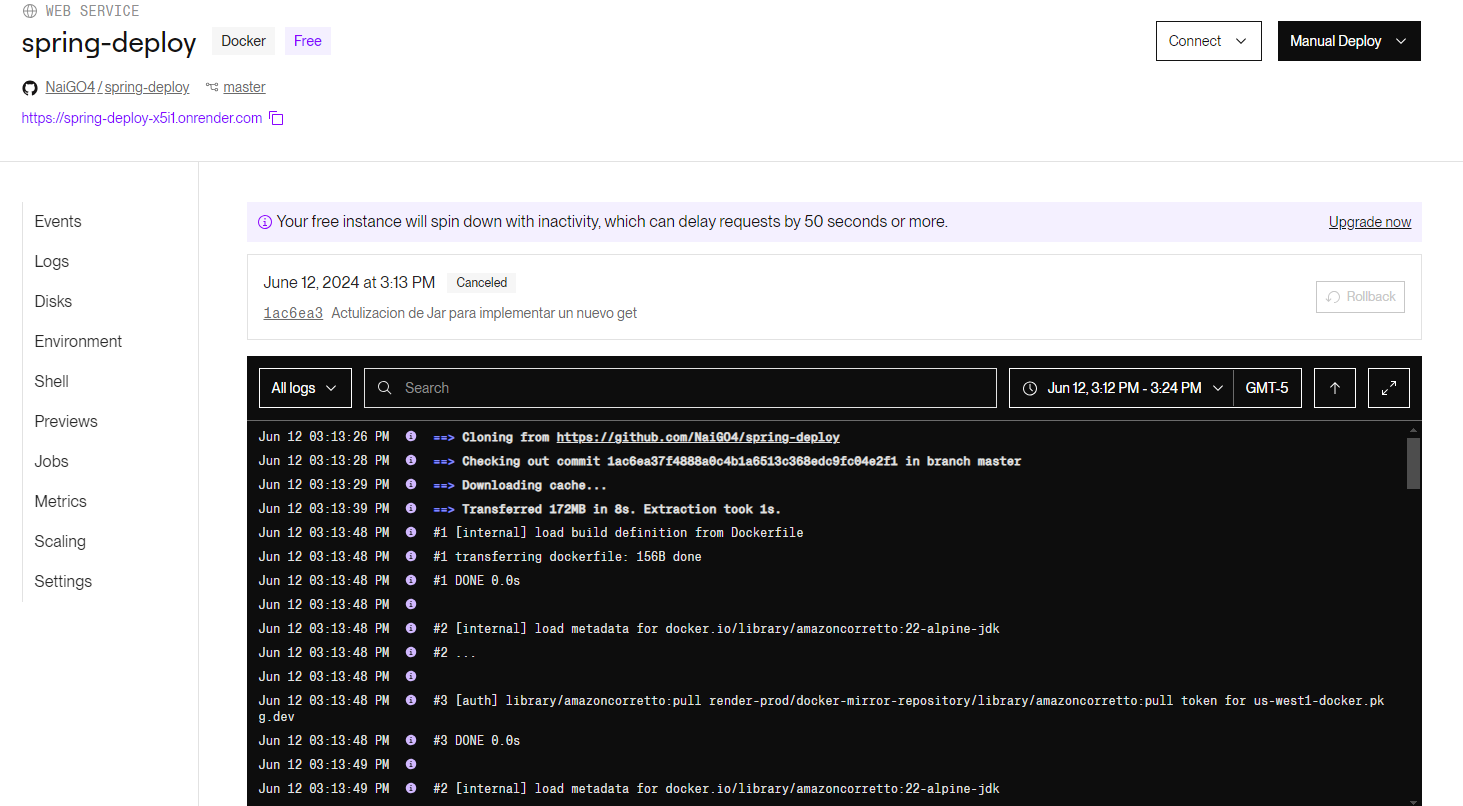 WEB SERVICE
spring-deploy Docker Free
Connect Manual Deploy
NaiGO4 / spring-deploy master
https://spring-deploy-x5i1.onrender.com
Events
Logs
Disks
Environment
Shell
Previews
Jobs
Metrics
Scaling
Settings
Your free instance will spin down with inactivity, which can delay requests by 50 seconds or more. Upgrade now
June 12, 2024 at 3:13 PM Canceled
1ac6ea3 Actulizacion de Jar para implementar un nuevo get
Rollback
All logs Search Jun 12, 3:12 PM - 3:24 PM GMT-5
Jun 12 03:13:26 PM ==> Cloning from https://github.com/NaiGO4/spring-deploy
Jun 12 03:13:28 PM ==> Checking out commit 1ac6ea37f4888a0c4b1a6513c368edc9fc04e2f1 in branch master
Jun 12 03:13:29 PM ==> Downloading cache...
Jun 12 03:13:39 PM ==> Transferred 172MB in 8s. Extraction took 1s.
Jun 12 03:13:48 PM #1 [internal] load build definition from Dockerfile
Jun 12 03:13:48 PM #1 transferring dockerfile: 156B done
Jun 12 03:13:48 PM #1 DONE 0.0s
Jun 12 03:13:48 PM
Jun 12 03:13:48 PM #2 [internal] load metadata for docker.io/library/amazoncorretto:22-alpine-jdk
Jun 12 03:13:48 PM #2 ...
Jun 12 03:13:48 PM
Jun 12 03:13:48 PM #3 [auth] library/amazoncorretto:pull render-prod/docker-mirror-repository/library/amazoncorretto:pull token for us-west1-docker.pk
g.dev
Jun 12 03:13:48 PM #3 DONE 0.0s
Jun 12 03:13:49 PM
Jun 12 03:13:49 PM #2 [internal] load metadata for docker.io/library/amazoncorretto:22-alpine-jdk